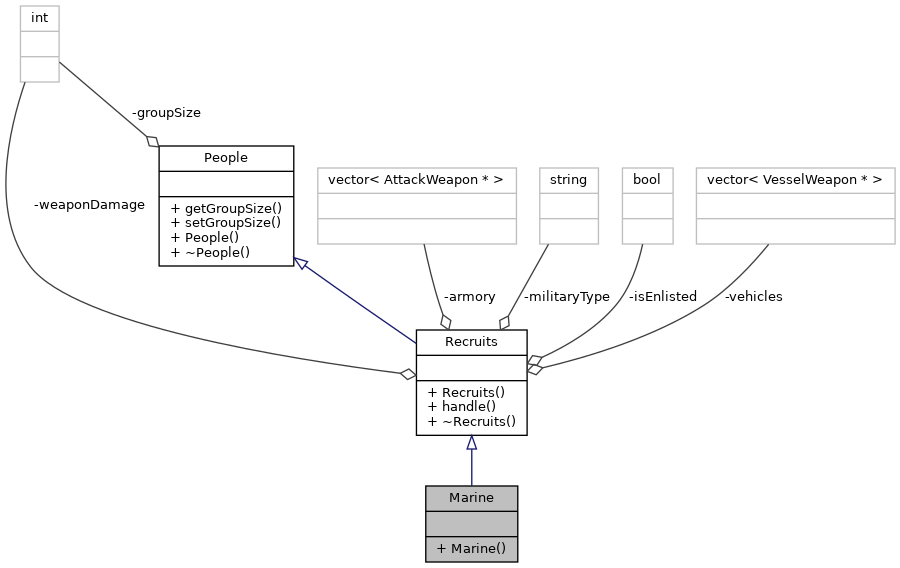 int
-groupSize
People
+ getGroupSize()
+ setGroupSize()
+ People()
+ ~People()
vector< AttackWeapon * >
string
bool
vector< VesselWeapon * >
-weaponDamage
-armory
-militaryType
-isEnlisted
-vehicles
Recruits
+ Recruits()
+ handle()
+ ~Recruits()
Marine
+ Marine()